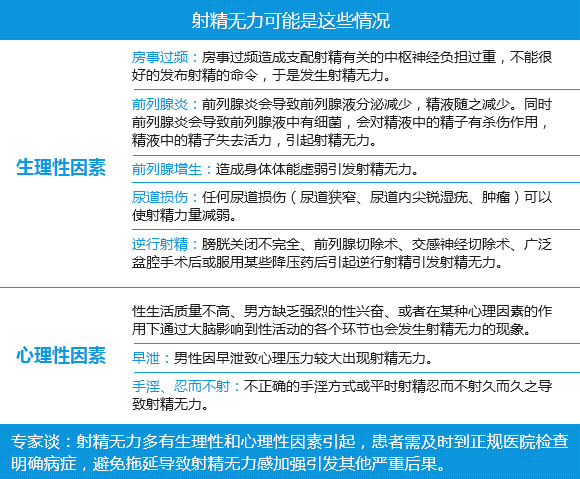 射精无力可能是这些情况
生理性因素
房事过频：房事过频造成支配射精有关的中枢神经负担过重，不能很
好的发布射精的命令，于是发生射精无力。
前列腺炎：前列腺炎会导致前列腺液分泌减少，精液随之减少。同时
前列腺炎会导致前列腺液中有细菌，会对精液中的精子有杀伤作用，
精液中的精子失去活力，引起射精无力。
前列腺增生：造成身体体能虚弱引发射精无力。
尿道损伤：任何尿道损伤（尿道狭窄、尿道内尖锐湿疣、肿瘤）可以
使射精力量减弱。
逆行射精：膀胱关闭不完全、前列腺切除术、交感神经切除术、广泛
盆腔手术后或服用某些降压药后引起逆行射精引发射精无力。
心理性因素
性生活质量不高、男方缺乏强烈的性兴奋、或者在某种心理因素的作
用下通过大脑影响到性活动的各个环节也会发生射精无力的现象。
早泄：男性因早泄致心理压力较大出现射精无力。
手淫、忍而不射：不正确的手淫方式或平时射精忍而不射久而久之导
致射精无力。
专家谈：射精无力多有生理性和心理性因素引起，患者需及时到正规医院检查
明确病症，避免拖延导致射精无力感加强引发其他严重后果。